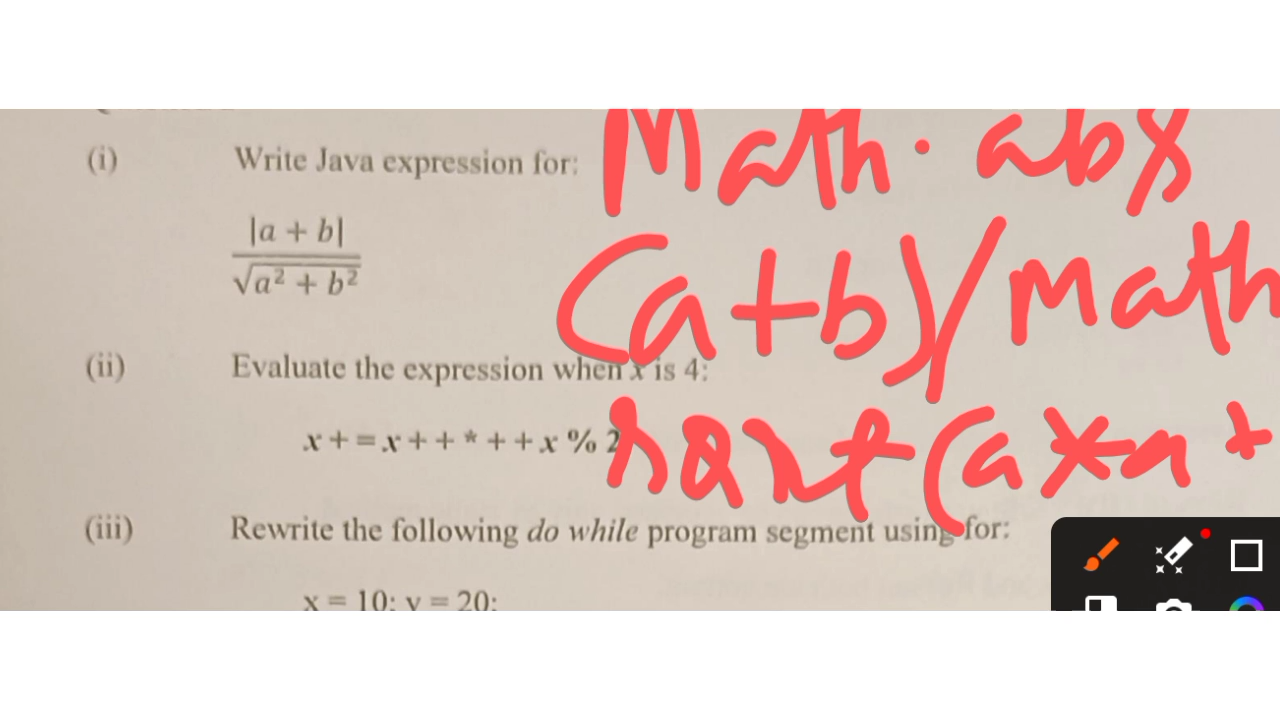 (i) Write Java expression for:
|a + b|
√a² + b²
(ii) Evaluate the expression when x is 4:
x + = x + + * + + x % 2
(iii) Rewrite the following do while program segment using for:
x = 10; y = 20;
Math. abs
(a+b)/Math
sqrt(a*a +